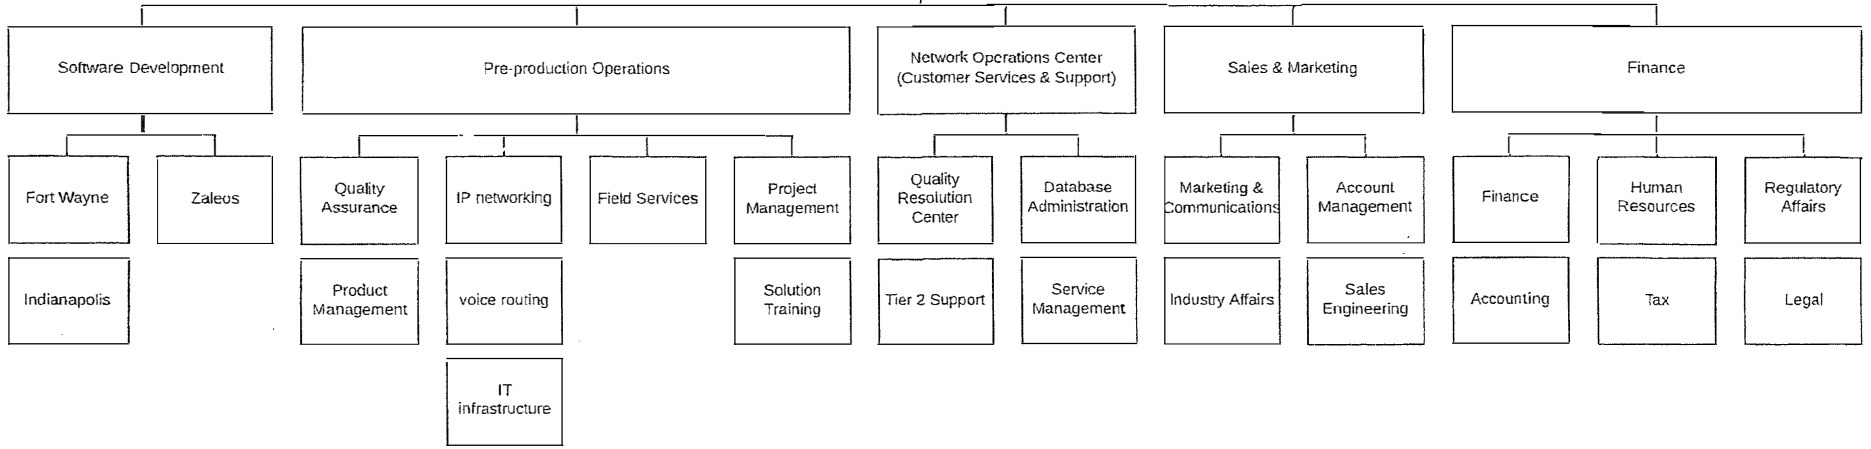 Software Development
Pre-production Operations
Network Operations Center
(Customer Services & Support)
Sales & Marketing
Finance
Fort Wayne
Zaleos
Quality
Assurance
IP networking
Field Services
Project
Management
Quality
Resolution
Center
Database
Administration
Marketing &
Communications
Account
Management
Finance
Human
Resources
Regulatory
Affairs
Indianapolis
Product
Management
voice routing
Solution
Training
Tier 2 Support
Service
Management
Industry Affairs
Sales
Engineering
Accounting
Tax
Legal
IT
infrastructure